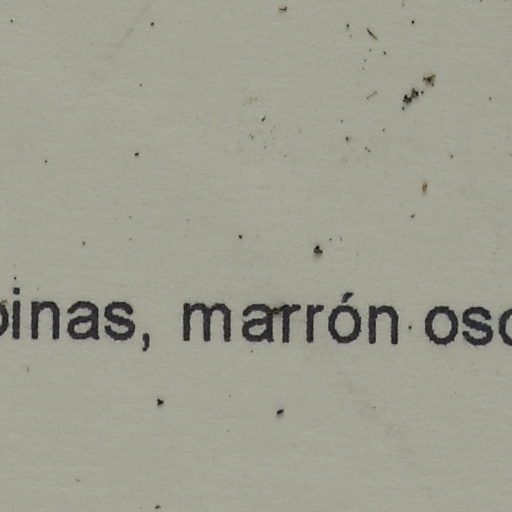 pinas, marrón osc